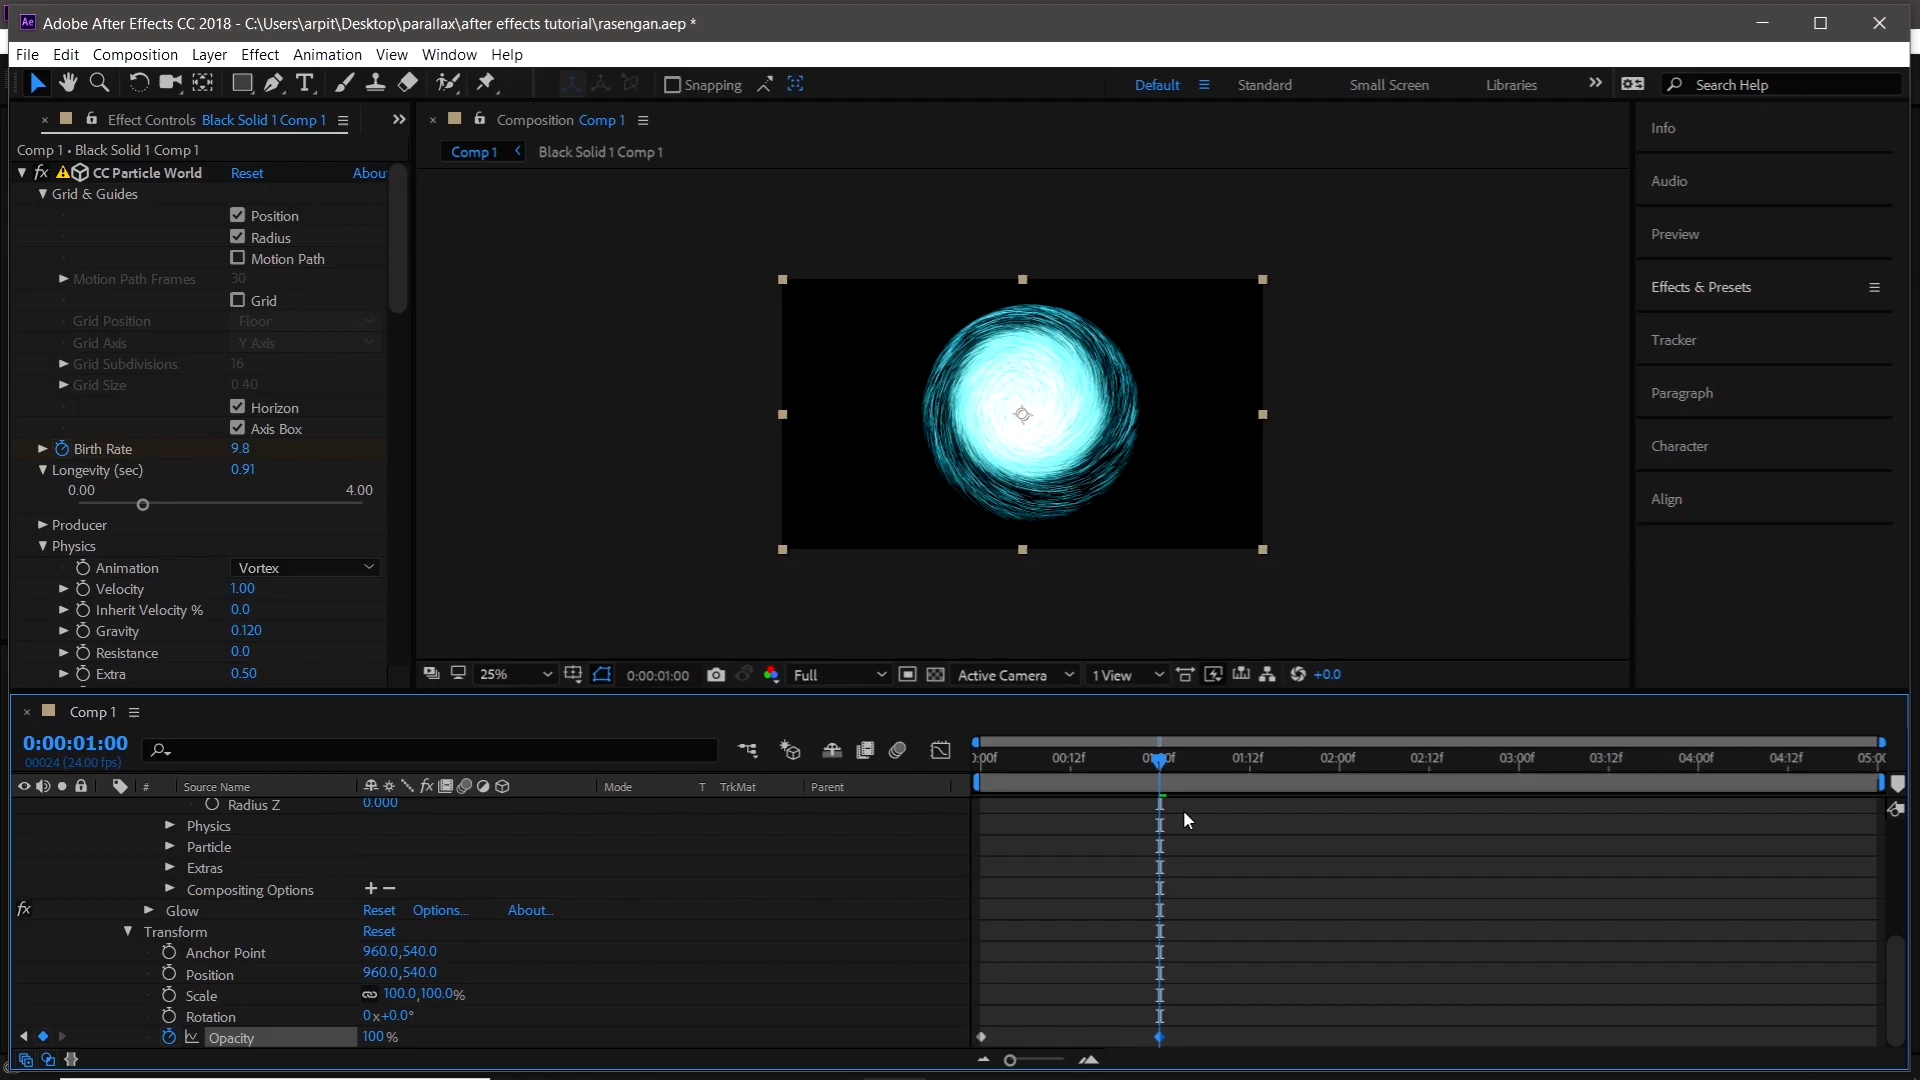 Ae Adobe After Effects CC 2018 - C:\Users\arpit\Desktop\parallax\after effects tutorial\rasengan.aep *
File Edit Composition Layer Effect Animation View Window Help
Snapping Default Standard Small Screen Libraries Search Help
Effect Controls Black Solid 1 Comp 1
Comp 1 • Black Solid 1 Comp 1
fx CC Particle World Reset Abou
Grid & Guides
Position
Radius
Motion Path
Motion Path Frames 30
Grid
Grid Position Floor
Grid Axis Y Axis
Grid Subdivisions 16
Grid Size 0.40
Horizon
Axis Box
Birth Rate 9.8
Longevity (sec) 0.91
0.00 4.00
Producer
Physics
Animation Vortex
Velocity 1.00
Inherit Velocity % 0.0
Gravity 0.120
Resistance 0.0
Extra 0.50
Composition Comp 1
Comp 1 Black Solid 1 Comp 1
25% 0:00:01:00 Full Active Camera 1 View +0.0
Info
Audio
Preview
Effects & Presets
Tracker
Paragraph
Character
Align
Comp 1
0:00:01:00
00024 (24.00 fps)
# Source Name fx Mode T TrkMat Parent
Radius Z 0.000
Physics
Particle
Extras
Compositing Options + −
fx Glow Reset Options... About...
Transform Reset
Anchor Point 960.0,540.0
Position 960.0,540.0
Scale 100.0,100.0%
Rotation 0x+0.0°
Opacity 100 %
):00f 00:12f 01:00f 01:12f 02:00f 02:12f 03:00f 03:12f 04:00f 04:12f 05:0(